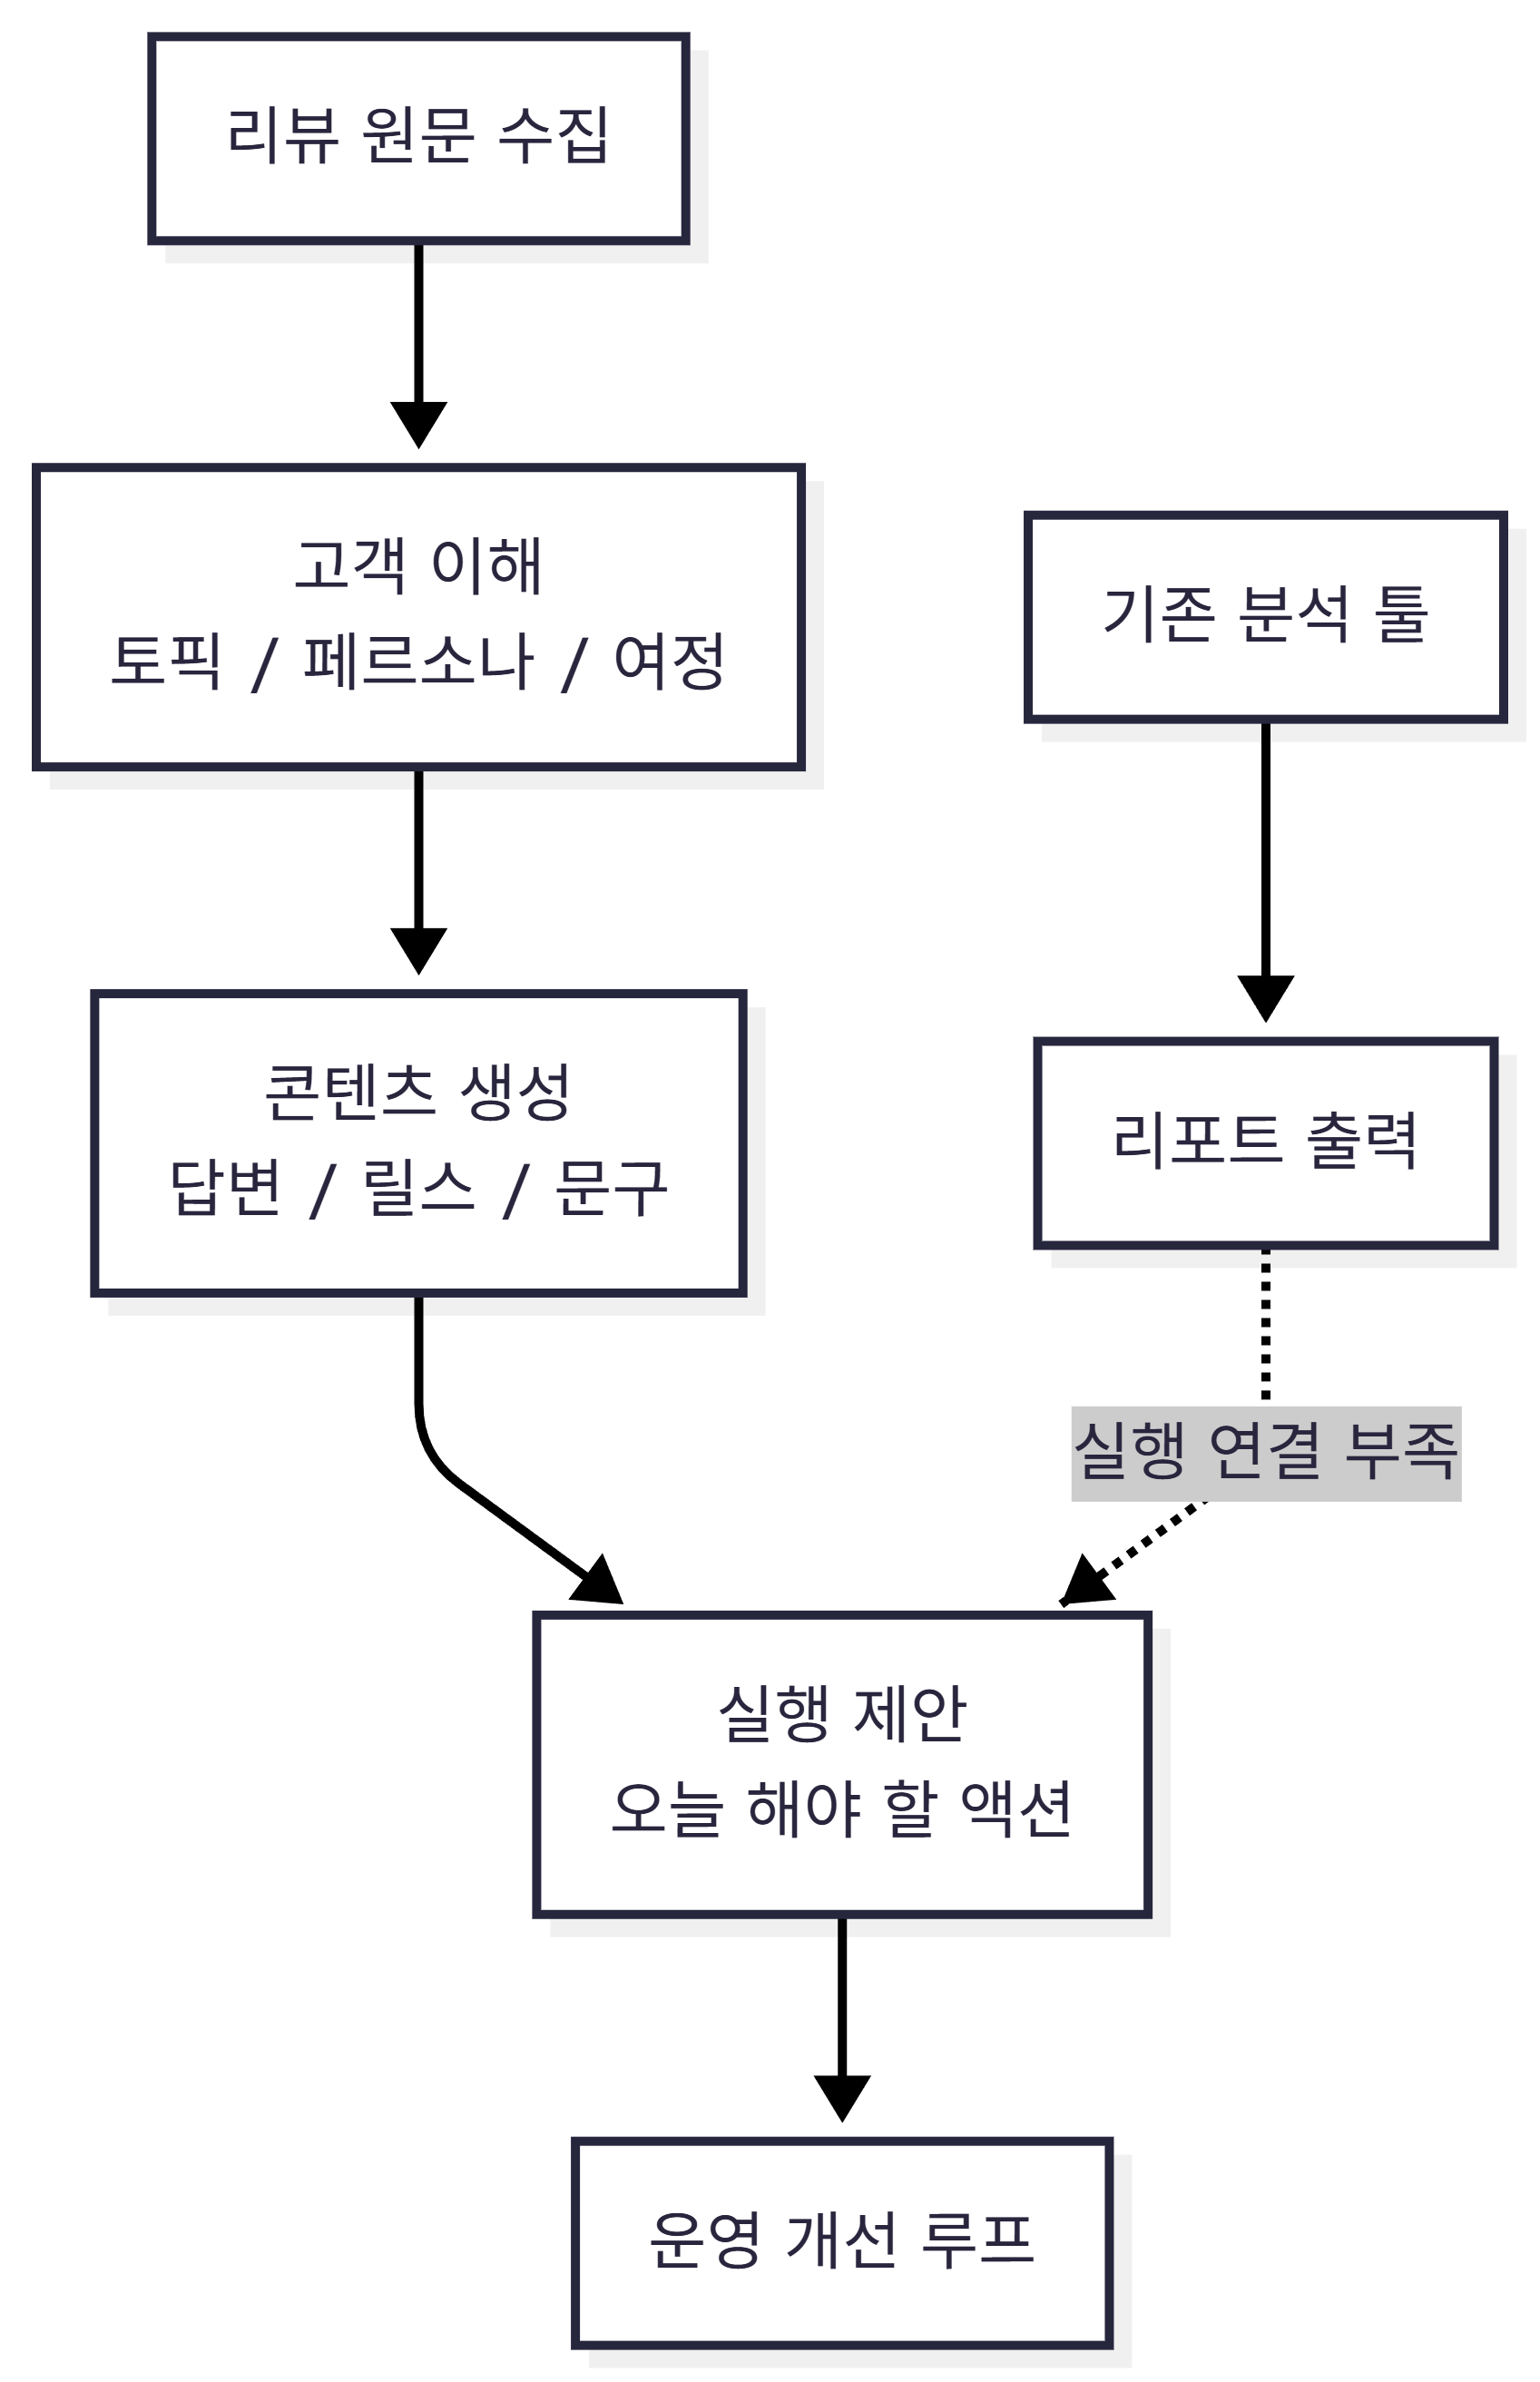 리뷰 원문 수집
고객 이해
토픽 / 페르소나 / 여정
기존 분석 툴
콘텐츠 생성
답변 / 릴스 / 문구
리포트 출력
실행 연결 부족
실행 제안
오늘 해야 할 액션
운영 개선 루프